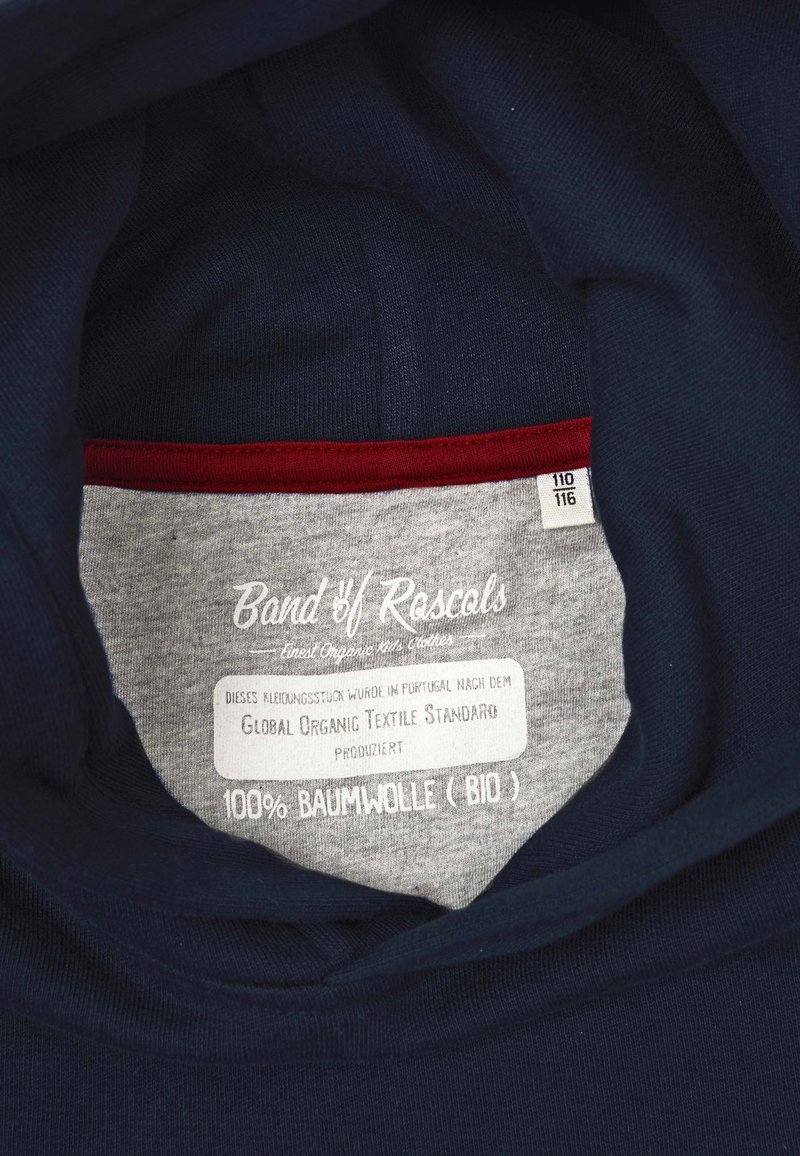 110
116
Band of Rascals
Finest Organic Kids Clothes
DIESES KLEIDUNGSSTÜCK WURDE IN PORTUGAL NACH DEM
GLOBAL ORGANIC TEXTILE STANDARD
PRODUZIERT
100% BAUMWOLLE ( BIO )